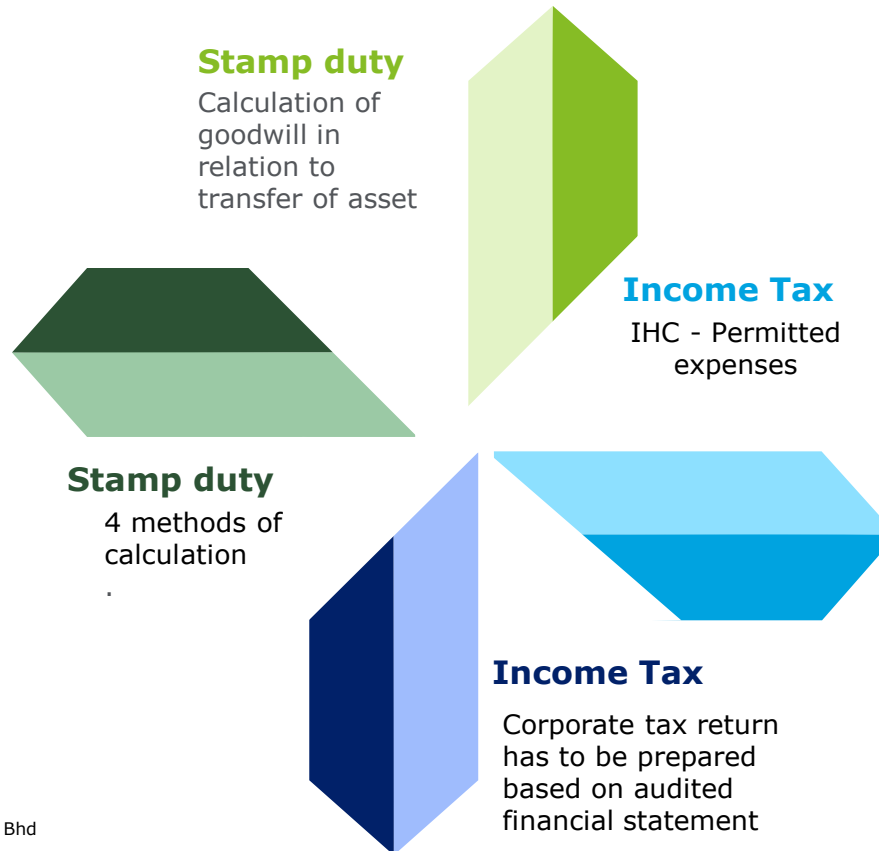 Stamp duty
Calculation of
goodwill in
relation to
transfer of asset
Income Tax
IHC - Permitted
expenses
Stamp duty
4 methods of
calculation
.
Income Tax
Corporate tax return
has to be prepared
based on audited
financial statement
Bhd